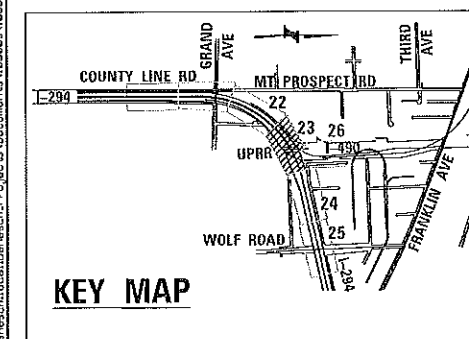 GRAND
AVE
THIRD
AVE
COUNTY LINE RD
MT PROSPECT RD
I-294
22
23
26
UPRR
I-490
24
25
WOLF ROAD
FRANKLIN AVE
I-294
KEY MAP